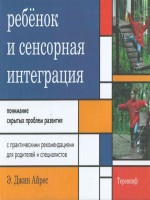 ребёнок
и сенсорная
интеграция
понимание
скрытых проблем развития
с практическими рекомендациями
для родителей и специалистов
Э. Джин Айрес
Теревинф